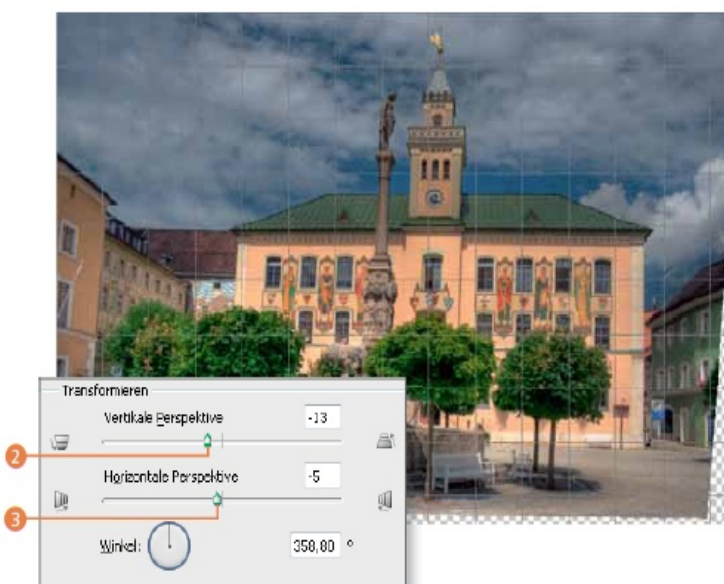 Transformieren
Vertikale Perspektive -13
2
Horizontale Perspektive -5
3
Winkel: 358,80 °